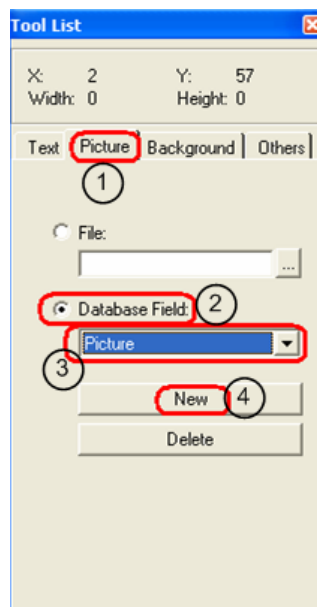 Tool List
X: 2 Y: 57
Width: 0 Height: 0
Text Picture Background Others
1
File:
...
Database Field: 2
Picture
3
New 4
Delete